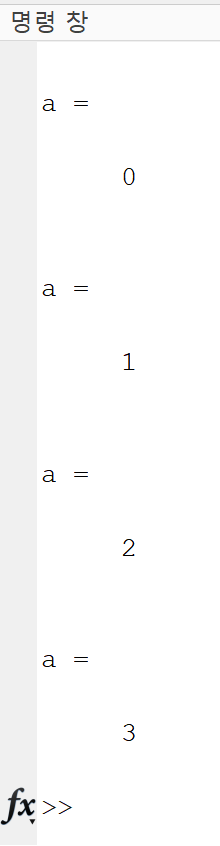 명령 창
a =
0
a =
1
a =
2
a =
3
fx >>